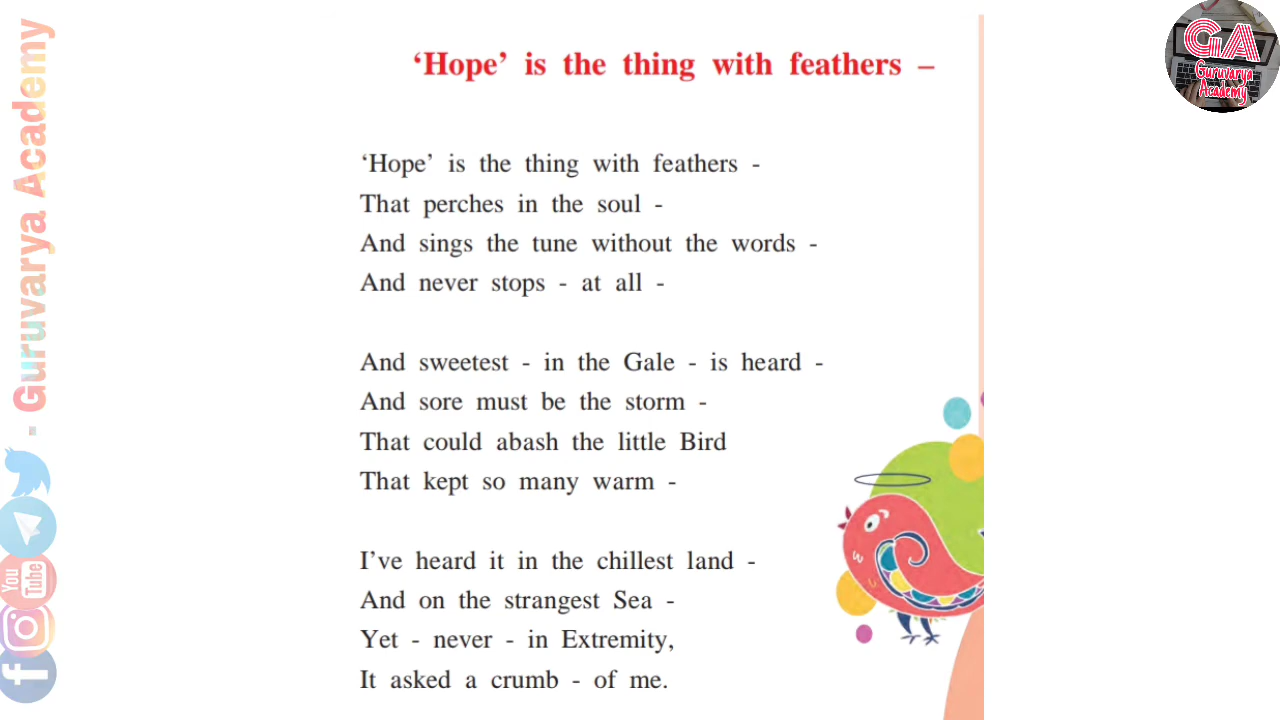 ‘Hope’ is the thing with feathers –
‘Hope’ is the thing with feathers -
That perches in the soul -
And sings the tune without the words -
And never stops - at all -
And sweetest - in the Gale - is heard -
And sore must be the storm -
That could abash the little Bird
That kept so many warm -
I’ve heard it in the chillest land -
And on the strangest Sea -
Yet - never - in Extremity,
It asked a crumb - of me.
- Guruvarya Academy
You
Tube
GA
Guruvarya
Academy